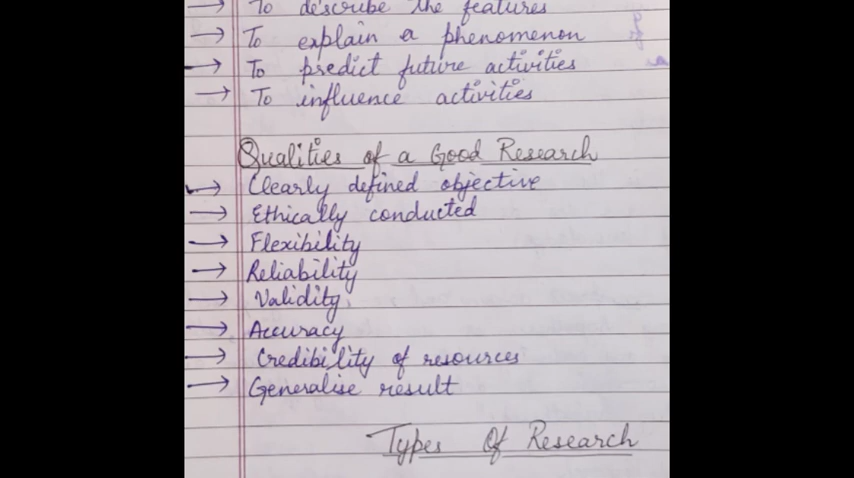 → To describe the features
→ To explain a phenomenon
→ To predict future activities
→ To influence activities
Qualities of a Good Research
→ Clearly defined objective
→ Ethically conducted
→ Flexibility
→ Reliability
→ Validity
→ Accuracy
→ Credibility of resources
→ Generalise result
Types Of Research